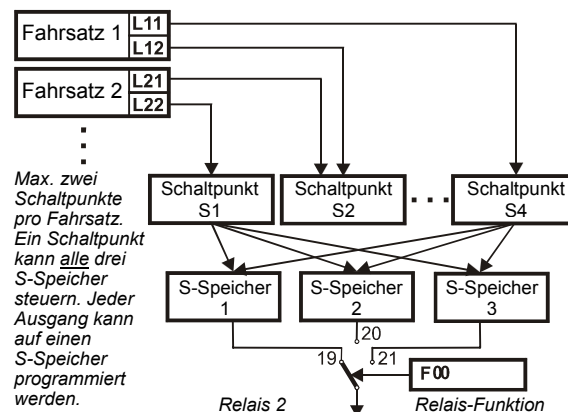 Fahrsatz 1
L11
L12
Fahrsatz 2
L21
L22
Max. zwei
Schaltpunkte
pro Fahrsatz.
Ein Schaltpunkt
kann alle drei
S-Speicher
steuern. Jeder
Ausgang kann
auf einen
S-Speicher
programmiert
werden.
Schaltpunkt
S1
Schaltpunkt
S2
Schaltpunkt
S4
S-Speicher
1
S-Speicher
2
S-Speicher
3
20
19
21
F00
Relais 2
Relais-Funktion